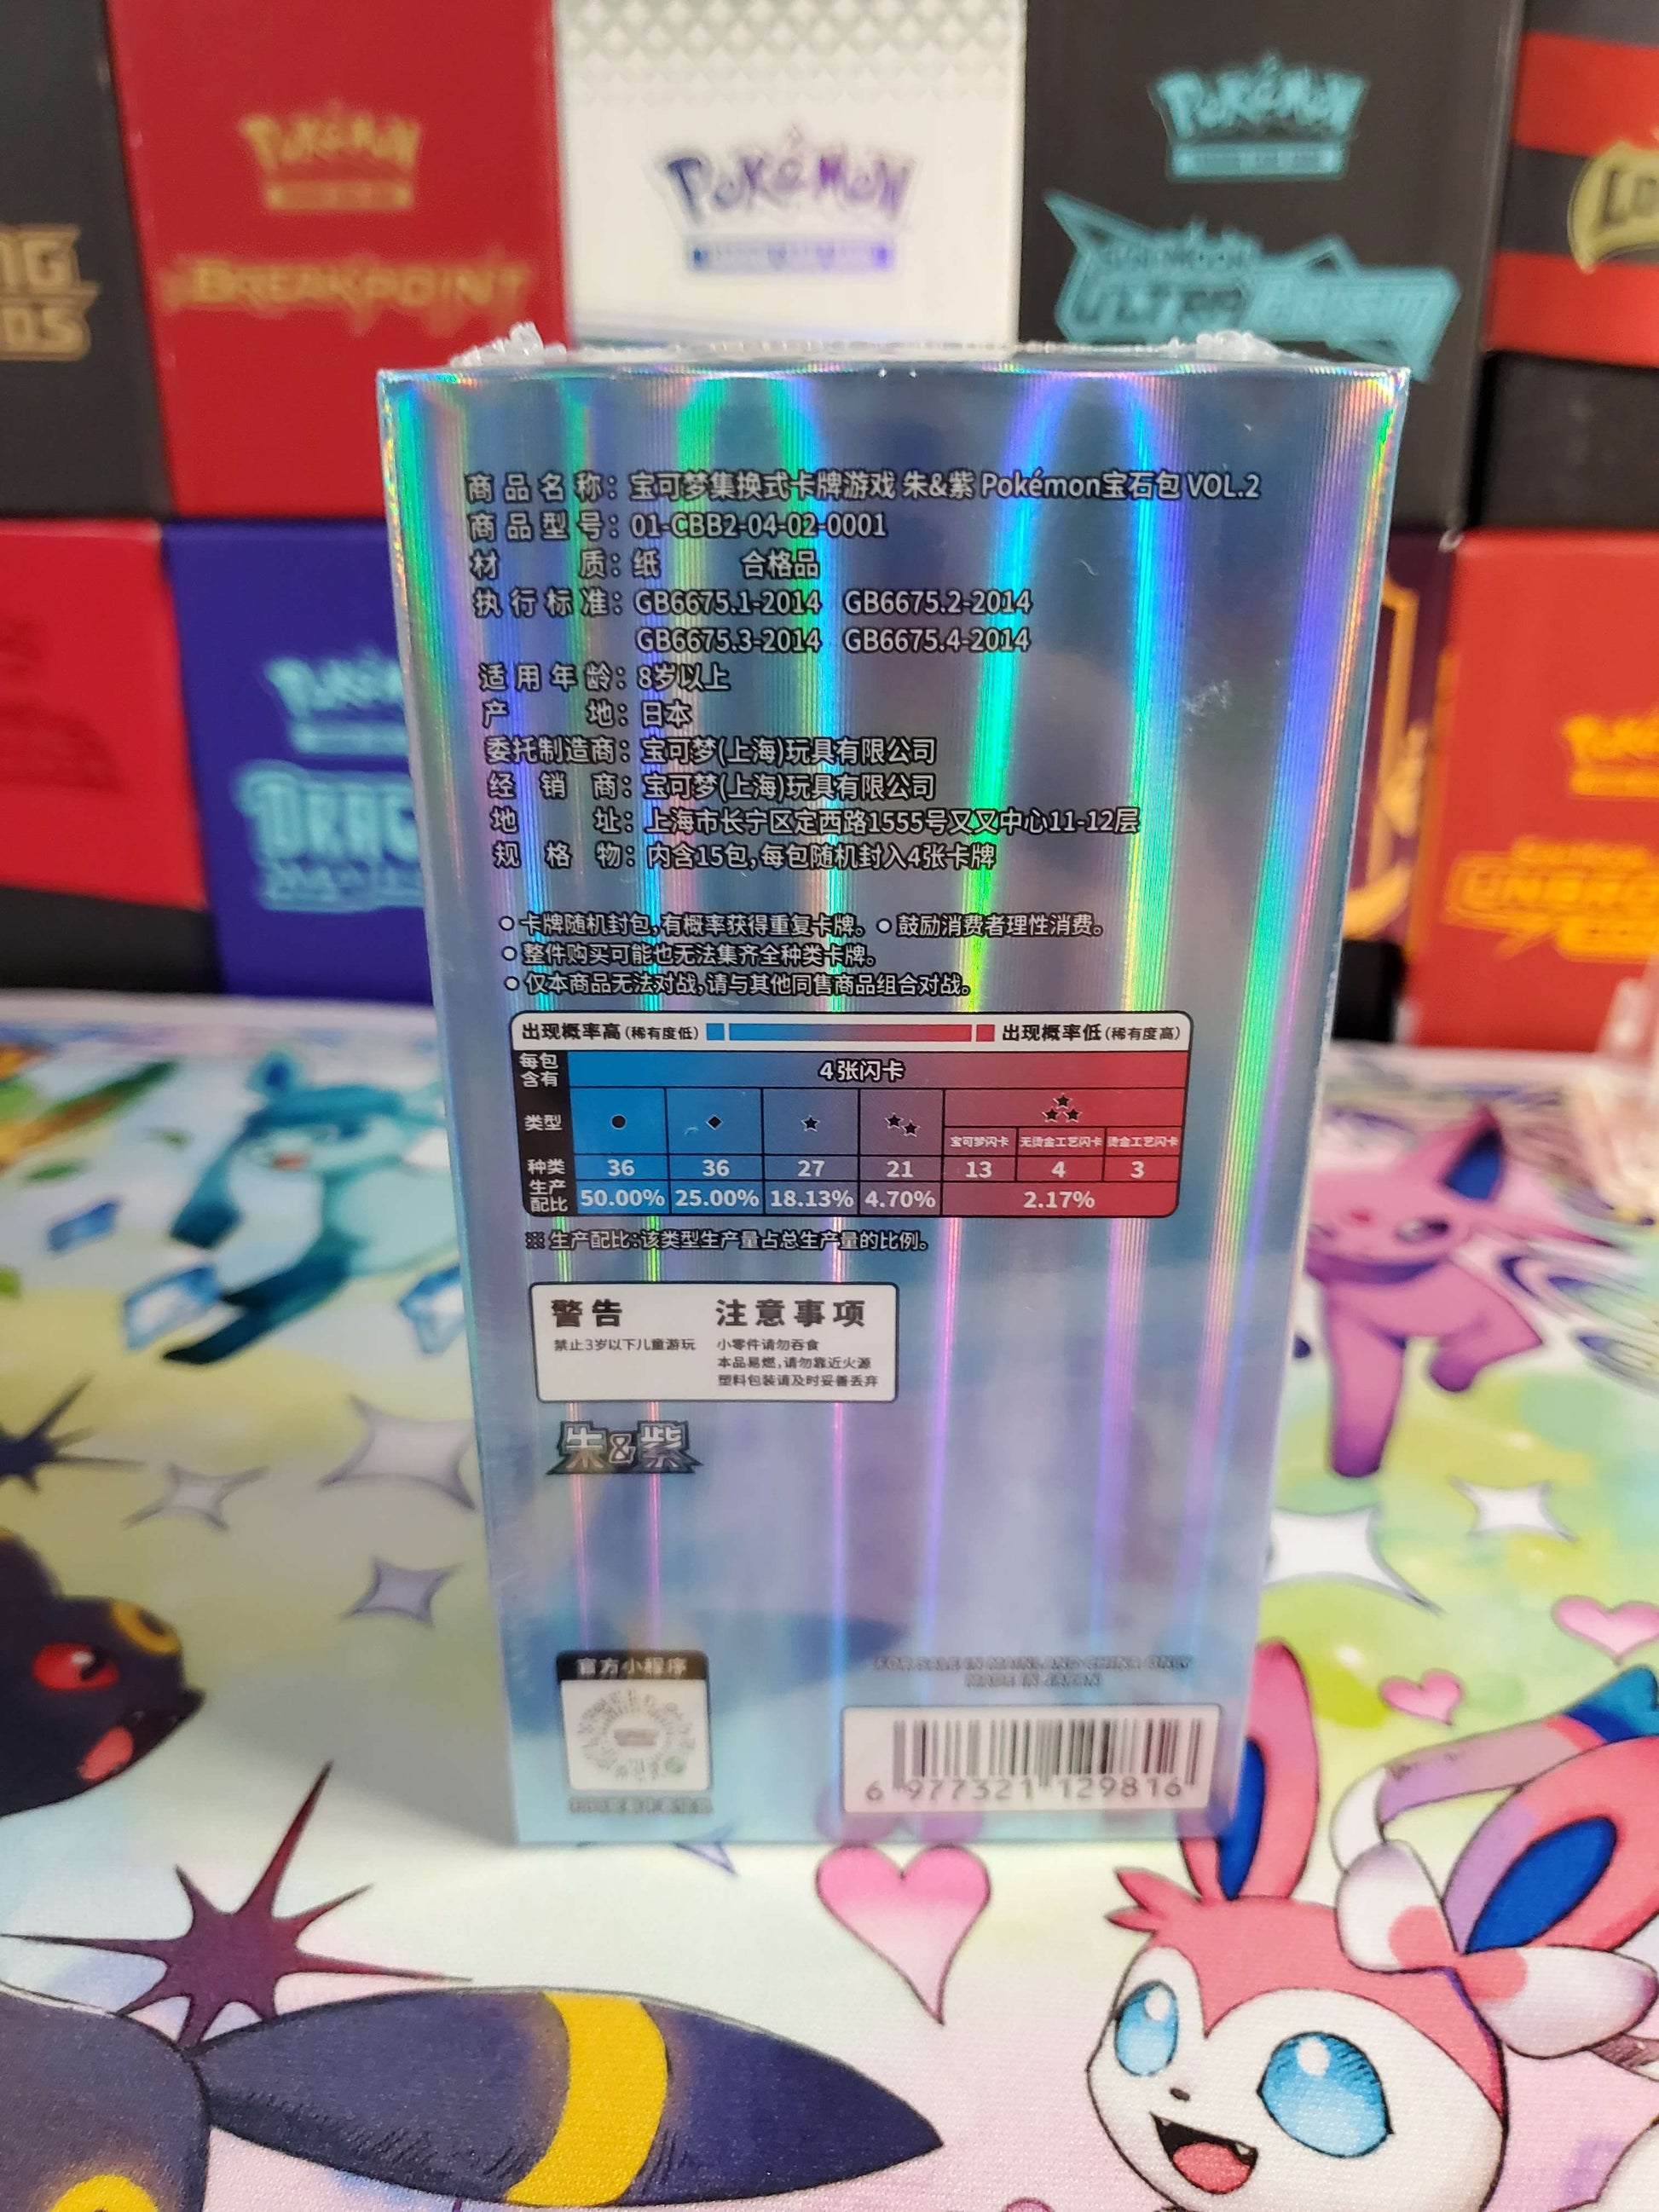 POKÉMON
BREAKPOINT
POKÉMON
POKÉMON
ULTRA PRISM
POKÉMON
商品名称：宝可梦集换式卡牌游戏 朱&紫 Pokémon宝石包 VOL.2
商品型号：01-CBB2-04-02-0001
材质：纸 合格品
执行标准：GB6675.1-2014 GB6675.2-2014
GB6675.3-2014 GB6675.4-2014
适用年龄：8岁以上
产地：日本
委托制造商：宝可梦(上海)玩具有限公司
经销商：宝可梦(上海)玩具有限公司
地址：上海市长宁区定西路1555号又又中心11-12层
规格物：内含15包,每包随机封入4张卡牌
●卡牌随机封包,有概率获得重复卡牌。●鼓励消费者理性消费。
●整件购买可能也无法集齐全种类卡牌。
●仅本商品无法对战,请与其他同售商品组合对战。
出现概率高(稀有度低) 出现概率低(稀有度高)
每包含有 4张闪卡
类型 ● ◆ ★ ★★ ★★★
宝可梦闪卡 无烫金工艺闪卡 烫金工艺闪卡
种类 36 36 27 21 13 4 3
生产配比 50.00% 25.00% 18.13% 4.70% 2.17%
※生产配比:该类型生产量占总生产量的比例。
警告 注意事项
禁止3岁以下儿童游玩 小零件请勿吞食
本品易燃,请勿靠近火源
塑料包装请及时妥善丢弃
朱&紫
官方小程序
FOR SALE IN MAINLAND CHINA ONLY
MADE IN JAPAN
6 977321 129816